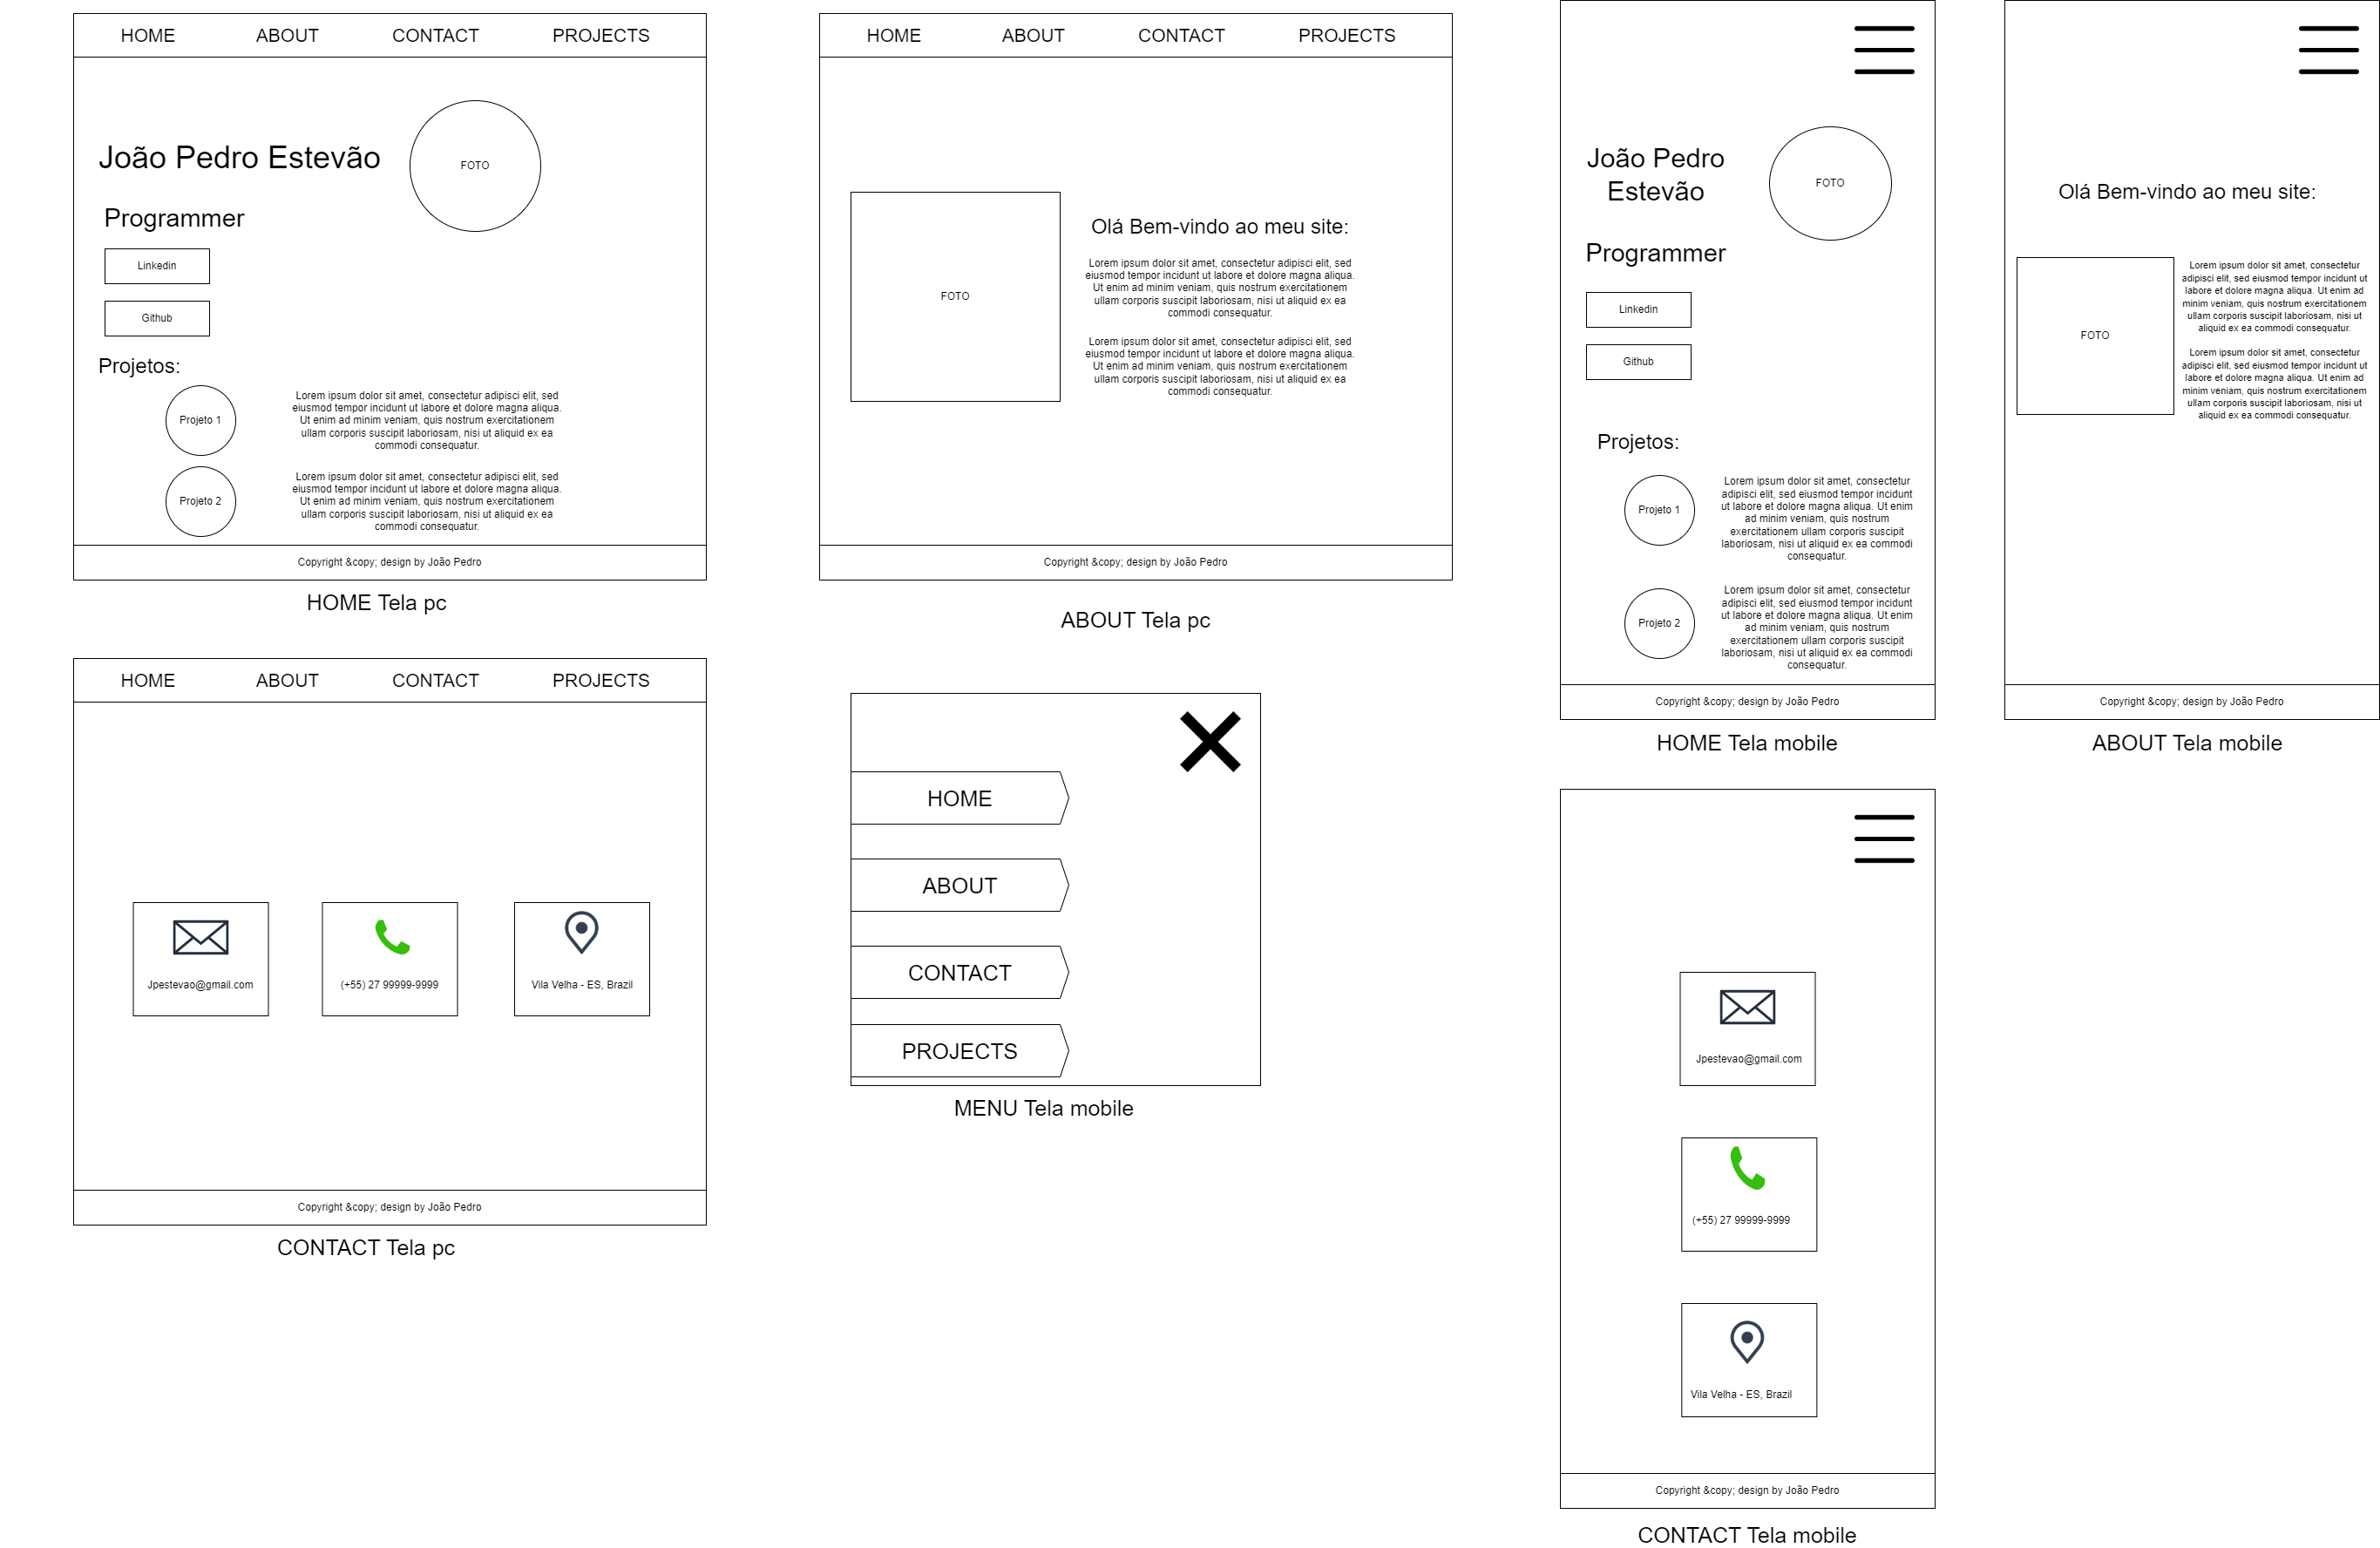 HOME ABOUT CONTACT PROJECTS
João Pedro Estevão
FOTO
Programmer
Linkedin
Github
Projetos:
Projeto 1
Lorem ipsum dolor sit amet, consectetur adipisci elit, sed
eiusmod tempor incidunt ut labore et dolore magna aliqua.
Ut enim ad minim veniam, quis nostrum exercitationem
ullam corporis suscipit laboriosam, nisi ut aliquid ex ea
commodi consequatur.
Projeto 2
Lorem ipsum dolor sit amet, consectetur adipisci elit, sed
eiusmod tempor incidunt ut labore et dolore magna aliqua.
Ut enim ad minim veniam, quis nostrum exercitationem
ullam corporis suscipit laboriosam, nisi ut aliquid ex ea
commodi consequatur.
Copyright &copy; design by João Pedro
HOME Tela pc
HOME ABOUT CONTACT PROJECTS
FOTO
Olá Bem-vindo ao meu site:
Lorem ipsum dolor sit amet, consectetur adipisci elit, sed
eiusmod tempor incidunt ut labore et dolore magna aliqua.
Ut enim ad minim veniam, quis nostrum exercitationem
ullam corporis suscipit laboriosam, nisi ut aliquid ex ea
commodi consequatur.
Lorem ipsum dolor sit amet, consectetur adipisci elit, sed
eiusmod tempor incidunt ut labore et dolore magna aliqua.
Ut enim ad minim veniam, quis nostrum exercitationem
ullam corporis suscipit laboriosam, nisi ut aliquid ex ea
commodi consequatur.
Copyright &copy; design by João Pedro
ABOUT Tela pc
João Pedro
Estevão
FOTO
Programmer
Linkedin
Github
Projetos:
Projeto 1
Lorem ipsum dolor sit amet, consectetur
adipisci elit, sed eiusmod tempor incidunt
ut labore et dolore magna aliqua. Ut enim
ad minim veniam, quis nostrum
exercitationem ullam corporis suscipit
laboriosam, nisi ut aliquid ex ea commodi
consequatur.
Projeto 2
Lorem ipsum dolor sit amet, consectetur
adipisci elit, sed eiusmod tempor incidunt
ut labore et dolore magna aliqua. Ut enim
ad minim veniam, quis nostrum
exercitationem ullam corporis suscipit
laboriosam, nisi ut aliquid ex ea commodi
consequatur.
Copyright &copy; design by João Pedro
HOME Tela mobile
Olá Bem-vindo ao meu site:
FOTO
Lorem ipsum dolor sit amet, consectetur
adipisci elit, sed eiusmod tempor incidunt ut
labore et dolore magna aliqua. Ut enim ad
minim veniam, quis nostrum exercitationem
ullam corporis suscipit laboriosam, nisi ut
aliquid ex ea commodi consequatur.
Lorem ipsum dolor sit amet, consectetur
adipisci elit, sed eiusmod tempor incidunt ut
labore et dolore magna aliqua. Ut enim ad
minim veniam, quis nostrum exercitationem
ullam corporis suscipit laboriosam, nisi ut
aliquid ex ea commodi consequatur.
Copyright &copy; design by João Pedro
ABOUT Tela mobile
HOME ABOUT CONTACT PROJECTS
Jpestevao@gmail.com
(+55) 27 99999-9999
Vila Velha - ES, Brazil
Copyright &copy; design by João Pedro
CONTACT Tela pc
HOME
ABOUT
CONTACT
PROJECTS
MENU Tela mobile
Jpestevao@gmail.com
(+55) 27 99999-9999
Vila Velha - ES, Brazil
Copyright &copy; design by João Pedro
CONTACT Tela mobile